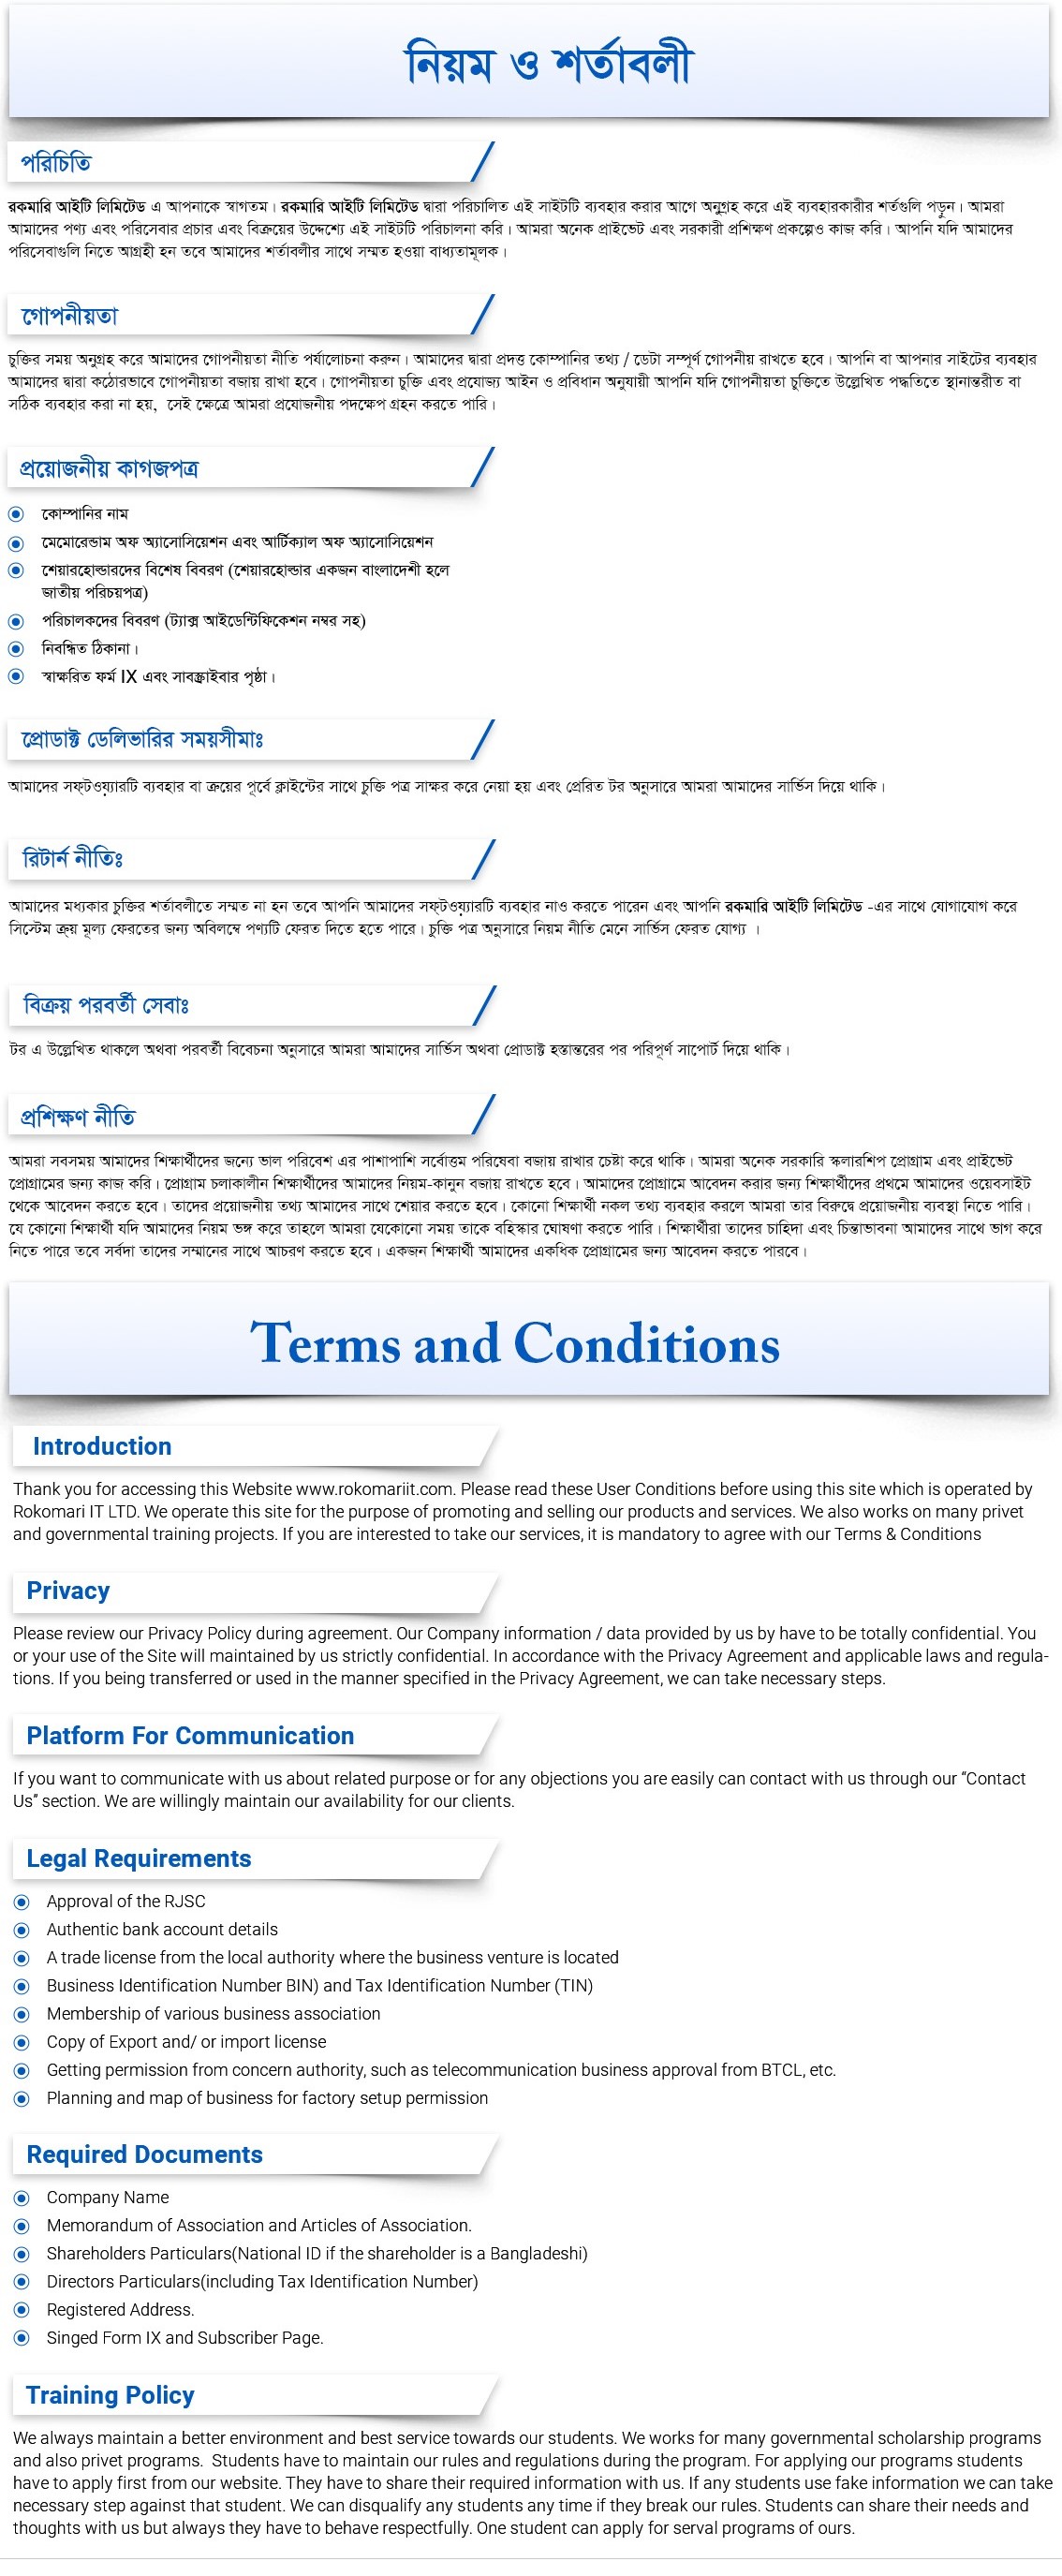 নিয়ম ও শর্তাবলী
পরিচিতি
রকমারি আইটি লিমিটেড এ আপনাকে স্বাগতম। রকমারি আইটি লিমিটেড দ্বারা পরিচালিত এই সাইটটি ব্যবহার করার আগে অনুগ্রহ করে এই ব্যবহারকারীর শর্তগুলি পড়ুন। আমরা
আমাদের পণ্য এবং পরিসেবার প্রচার এবং বিক্রয়ের উদ্দেশ্যে এই সাইটটি পরিচালনা করি। আমরা অনেক প্রাইভেট এবং সরকারী প্রশিক্ষণ প্রকল্পেও কাজ করি। আপনি যদি আমাদের
পরিসেবাগুলি নিতে আগ্রহী হন তবে আমাদের শর্তাবলীর সাথে সম্মত হওয়া বাধ্যতামূলক।
গোপনীয়তা
চুক্তির সময় অনুগ্রহ করে আমাদের গোপনীয়তা নীতি পর্যালোচনা করুন। আমাদের দ্বারা প্রদত্ত কোম্পানির তথ্য / ডেটা সম্পূর্ণ গোপনীয় রাখতে হবে। আপনি বা আপনার সাইটের ব্যবহার
আমাদের দ্বারা কঠোরভাবে গোপনীয়তা বজায় রাখা হবে। গোপনীয়তা চুক্তি এবং প্রযোজ্য আইন ও প্রবিধান অনুযায়ী আপনি যদি গোপনীয়তা চুক্তিতে উল্লেখিত পদ্ধতিতে স্থানান্তরীত বা
সঠিক ব্যবহার করা না হয়, সেই ক্ষেত্রে আমরা প্রযোজনীয় পদক্ষেপ গ্রহন করতে পারি।
প্রয়োজনীয় কাগজপত্র
কোম্পানির নাম
মেমোরেন্ডাম অফ অ্যাসোসিয়েশন এবং আর্টিক্যাল অফ অ্যাসোসিয়েশন
শেয়ারহোল্ডারদের বিশেষ বিবরণ (শেয়ারহোল্ডার একজন বাংলাদেশী হলে
জাতীয় পরিচয়পত্র)
পরিচালকদের বিবরণ (ট্যাক্স আইডেন্টিফিকেশন নম্বর সহ)
নিবন্ধিত ঠিকানা।
স্বাক্ষরিত ফর্ম IX এবং সাবস্ক্রাইবার পৃষ্ঠা।
প্রোডাক্ট ডেলিভারির সময়সীমাঃ
আমাদের সফ্টওয়্যারটি ব্যবহার বা ক্রয়ের পূর্বে ক্লাইন্টের সাথে চুক্তি পত্র সাক্ষর করে নেয়া হয় এবং প্রেরিত টর অনুসারে আমরা আমাদের সার্ভিস দিয়ে থাকি।
রিটার্ন নীতিঃ
আমাদের মধ্যকার চুক্তির শর্তাবলীতে সম্মত না হন তবে আপনি আমাদের সফ্টওয়্যারটি ব্যবহার নাও করতে পারেন এবং আপনি রকমারি আইটি লিমিটেড -এর সাথে যোগাযোগ করে
সিস্টেম ক্রয় মূল্য ফেরতের জন্য অবিলম্বে পণ্যটি ফেরত দিতে হতে পারে। চুক্তি পত্র অনুসারে নিয়ম নীতি মেনে সার্ভিস ফেরত যোগ্য ।
বিক্রয় পরবর্তী সেবাঃ
টর এ উল্লেখিত থাকলে অথবা পরবর্তী বিবেচনা অনুসারে আমরা আমাদের সার্ভিস অথবা প্রোডাক্ট হস্তান্তরের পর পরিপূর্ণ সাপোর্ট দিয়ে থাকি।
প্রশিক্ষণ নীতি
আমরা সবসময় আমাদের শিক্ষার্থীদের জন্যে ভাল পরিবেশ এর পাশাপাশি সর্বোত্তম পরিষেবা বজায় রাখার চেষ্টা করে থাকি। আমরা অনেক সরকারি স্কলারশিপ প্রোগ্রাম এবং প্রাইভেট
প্রোগ্রামের জন্য কাজ করি। প্রোগ্রাম চলাকালীন শিক্ষার্থীদের আমাদের নিয়ম-কানুন বজায় রাখতে হবে। আমাদের প্রোগ্রামে আবেদন করার জন্য শিক্ষার্থীদের প্রথমে আমাদের ওয়েবসাইট
থেকে আবেদন করতে হবে। তাদের প্রয়োজনীয় তথ্য আমাদের সাথে শেয়ার করতে হবে। কোনো শিক্ষার্থী নকল তথ্য ব্যবহার করলে আমরা তার বিরুদ্ধে প্রয়োজনীয় ব্যবস্থা নিতে পারি।
যে কোনো শিক্ষার্থী যদি আমাদের নিয়ম ভঙ্গ করে তাহলে আমরা যেকোনো সময় তাকে বহিস্কার ঘোষণা করতে পারি। শিক্ষার্থীরা তাদের চাহিদা এবং চিন্তাভাবনা আমাদের সাথে ভাগ করে
নিতে পারে তবে সর্বদা তাদের সম্মানের সাথে আচরণ করতে হবে। একজন শিক্ষার্থী আমাদের একধিক প্রোগ্রামের জন্য আবেদন করতে পারবে।
Terms and Conditions
Introduction
Thank you for accessing this Website www.rokomariit.com. Please read these User Conditions before using this site which is operated by
Rokomari IT LTD. We operate this site for the purpose of promoting and selling our products and services. We also works on many privet
and governmental training projects. If you are interested to take our services, it is mandatory to agree with our Terms & Conditions
Privacy
Please review our Privacy Policy during agreement. Our Company information / data provided by us by have to be totally confidential. You
or your use of the Site will maintained by us strictly confidential. In accordance with the Privacy Agreement and applicable laws and regula-
tions. If you being transferred or used in the manner specified in the Privacy Agreement, we can take necessary steps.
Platform For Communication
If you want to communicate with us about related purpose or for any objections you are easily can contact with us through our “Contact
Us” section. We are willingly maintain our availability for our clients.
Legal Requirements
Approval of the RJSC
Authentic bank account details
A trade license from the local authority where the business venture is located
Business Identification Number BIN) and Tax Identification Number (TIN)
Membership of various business association
Copy of Export and/ or import license
Getting permission from concern authority, such as telecommunication business approval from BTCL, etc.
Planning and map of business for factory setup permission
Required Documents
Company Name
Memorandum of Association and Articles of Association.
Shareholders Particulars(National ID if the shareholder is a Bangladeshi)
Directors Particulars(including Tax Identification Number)
Registered Address.
Singed Form IX and Subscriber Page.
Training Policy
We always maintain a better environment and best service towards our students. We works for many governmental scholarship programs
and also privet programs. Students have to maintain our rules and regulations during the program. For applying our programs students
have to apply first from our website. They have to share their required information with us. If any students use fake information we can take
necessary step against that student. We can disqualify any students any time if they break our rules. Students can share their needs and
thoughts with us but always they have to behave respectfully. One student can apply for serval programs of ours.